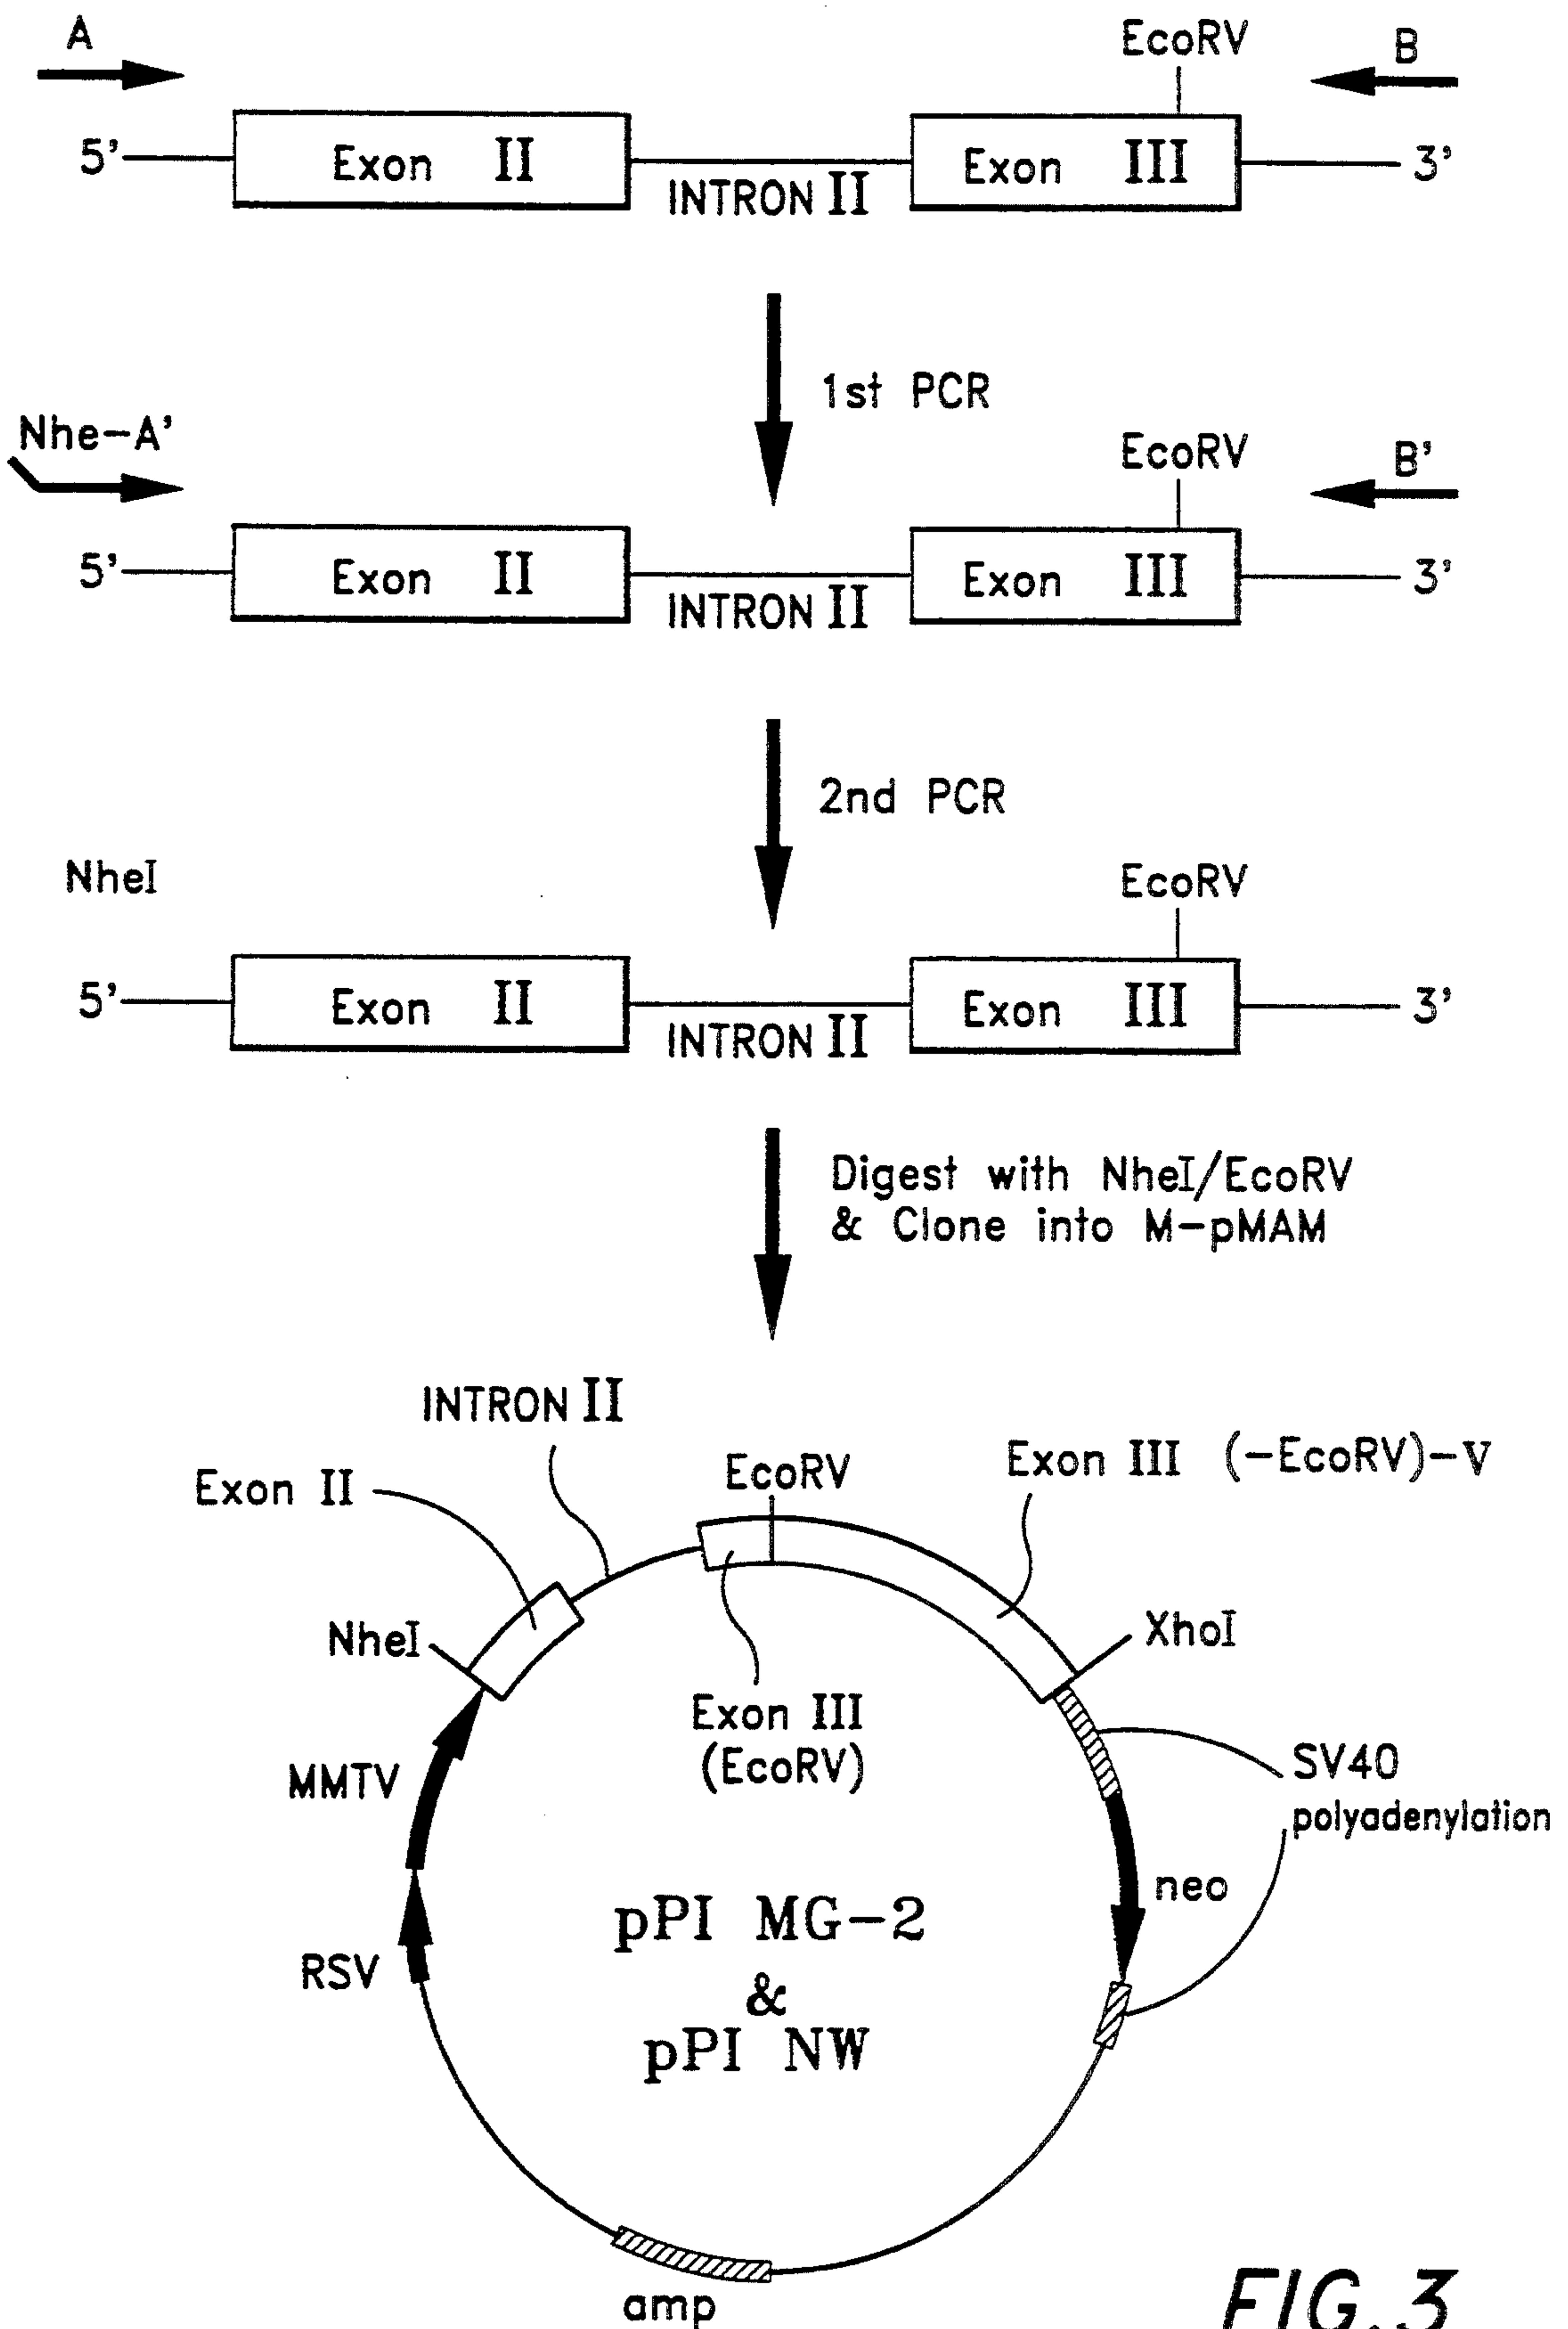 A
EcoRV
B
5'
Exon II
INTRON II
Exon III
3'
1st PCR
Nhe-A'
EcoRV
B'
5'
Exon II
INTRON II
Exon III
3'
2nd PCR
NheI
EcoRV
5'
Exon II
INTRON II
Exon III
3'
Digest with NheI/EcoRV
& Clone into M-pMAM
INTRON II
Exon II
EcoRV
Exon III (-EcoRV)-V
NheI
XhoI
Exon III
(EcoRV)
MMTV
SV40
polyadenylation
neo
RSV
pPI MG-2
&
pPI NW
amp
FIG.3